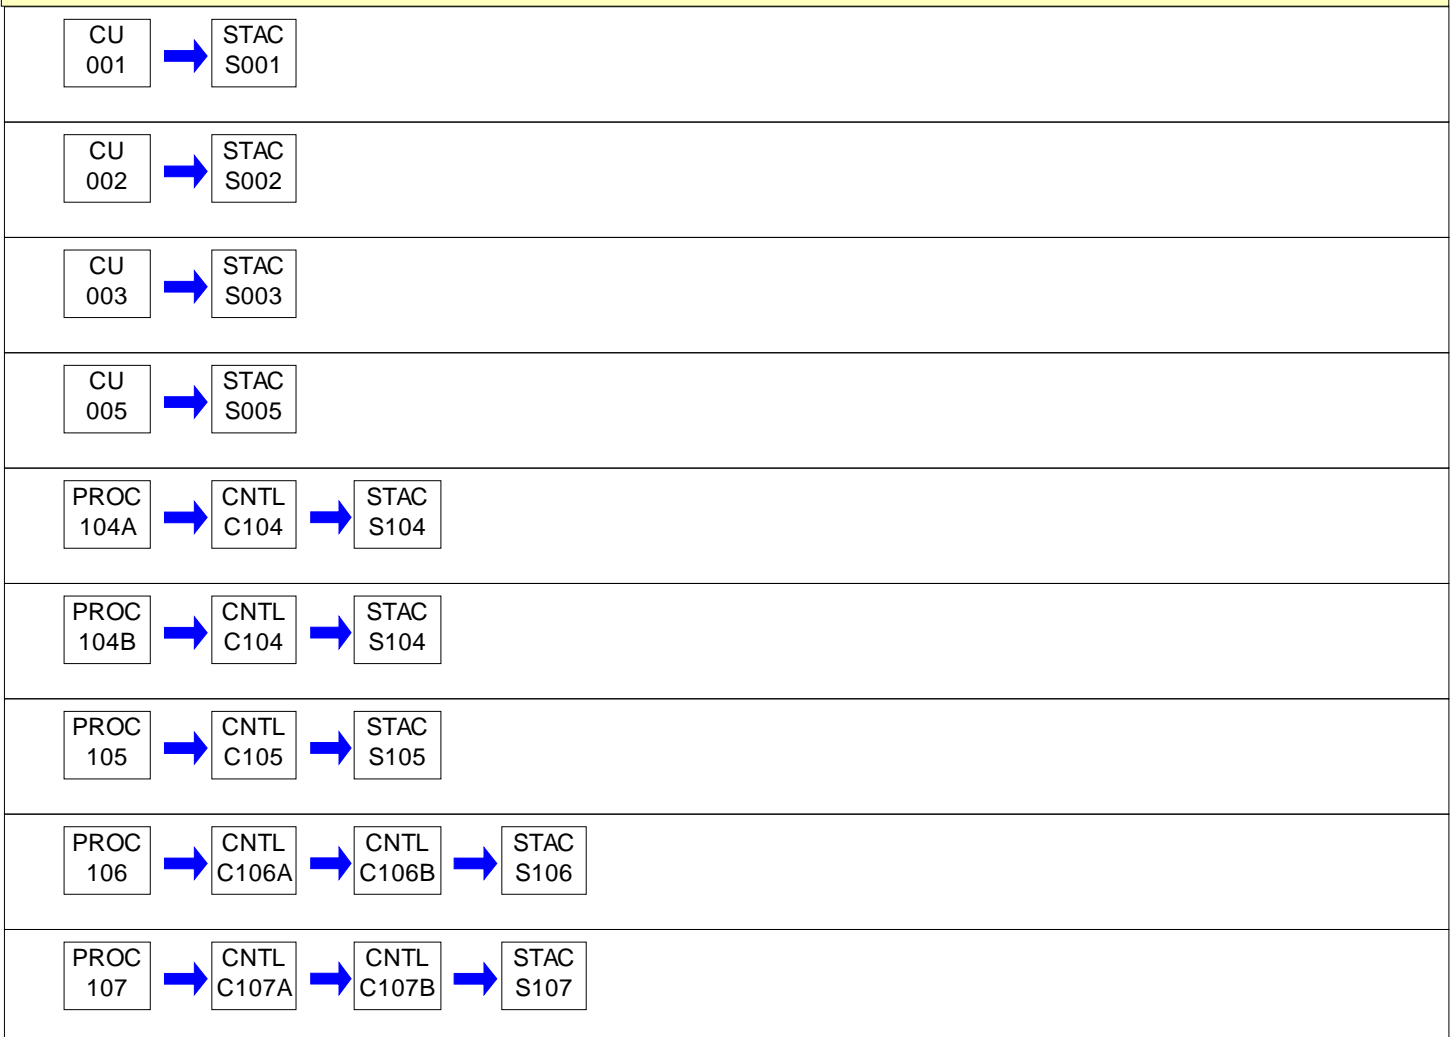 CU STAC
001 S001
CU STAC
002 S002
CU STAC
003 S003
CU STAC
005 S005
PROC CNTL STAC
104A C104 S104
PROC CNTL STAC
104B C104 S104
PROC CNTL STAC
105 C105 S105
PROC CNTL CNTL STAC
106 C106A C106B S106
PROC CNTL CNTL STAC
107 C107A C107B S107